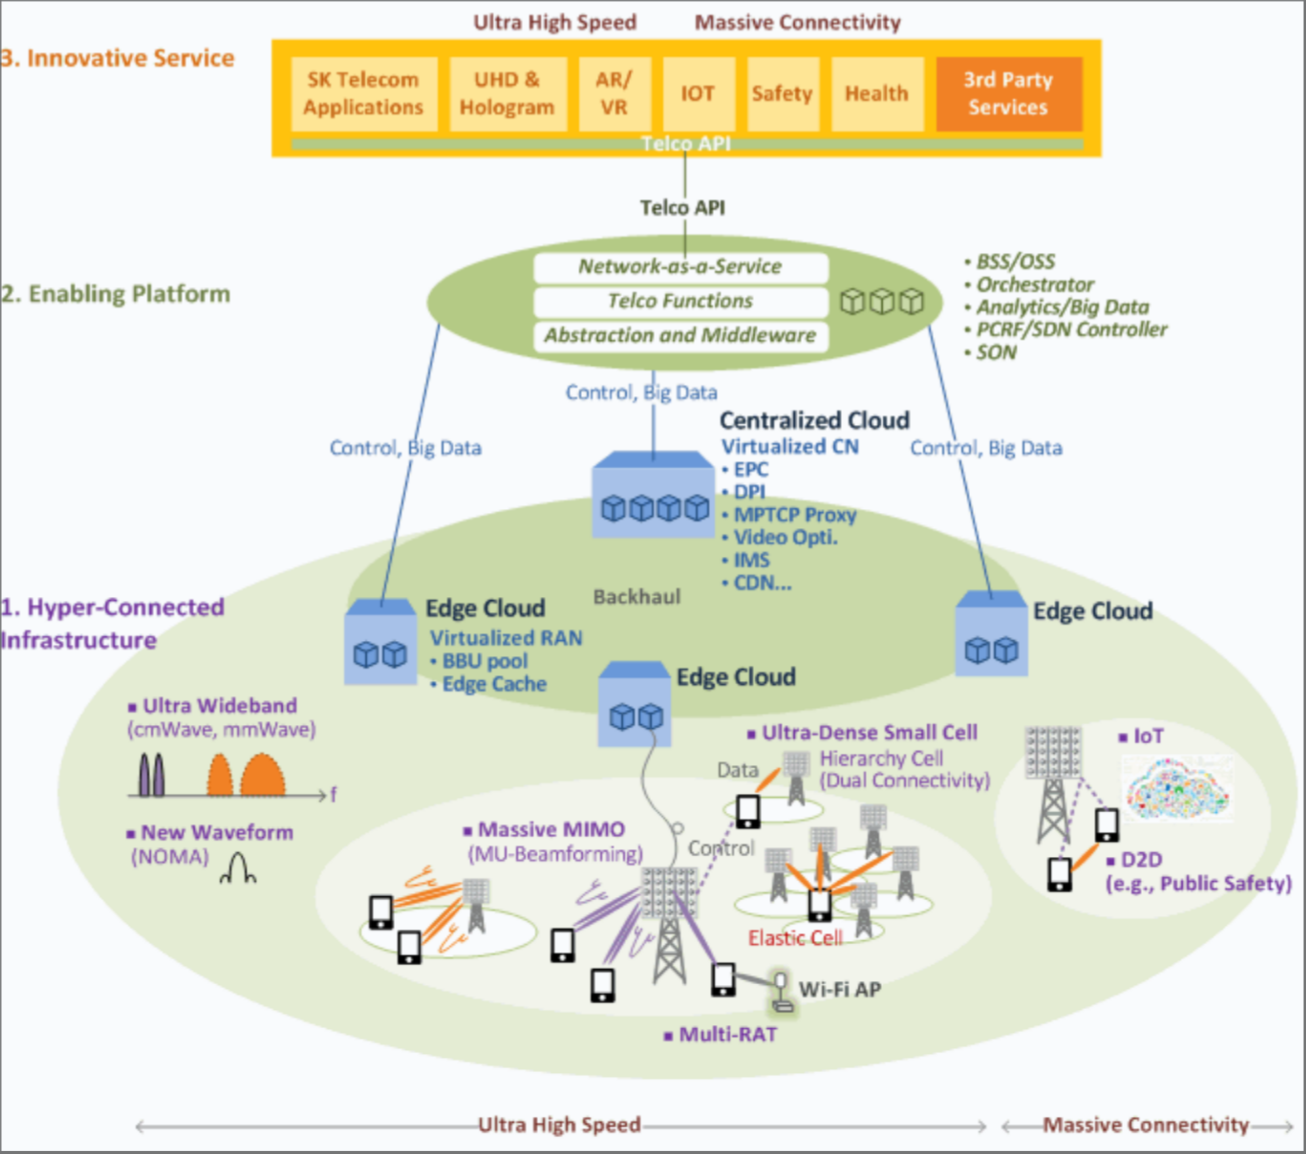 Ultra High Speed
Massive Connectivity
3. Innovative Service
SK Telecom
Applications
UHD &
Hologram
AR/
VR
IOT
Safety
Health
3rd Party
Services
Telco API
Telco API
2. Enabling Platform
Network-as-a-Service
Telco Functions
Abstraction and Middleware
• BSS/OSS
• Orchestrator
• Analytics/Big Data
• PCRF/SDN Controller
• SON
Control, Big Data
Control, Big Data
Control, Big Data
Centralized Cloud
Virtualized CN
• EPC
• DPI
• MPTCP Proxy
• Video Opti.
• IMS
• CDN...
Backhaul
1. Hyper-Connected
Infrastructure
Edge Cloud
Virtualized RAN
• BBU pool
• Edge Cache
Edge Cloud
Edge Cloud
▪ Ultra Wideband
(cmWave, mmWave)
f
▪ New Waveform
(NOMA)
▪ Massive MIMO
(MU-Beamforming)
▪ Ultra-Dense Small Cell
Hierarchy Cell
(Dual Connectivity)
Data
Control
Elastic Cell
Wi-Fi AP
▪ Multi-RAT
▪ IoT
▪ D2D
(e.g., Public Safety)
Ultra High Speed
Massive Connectivity